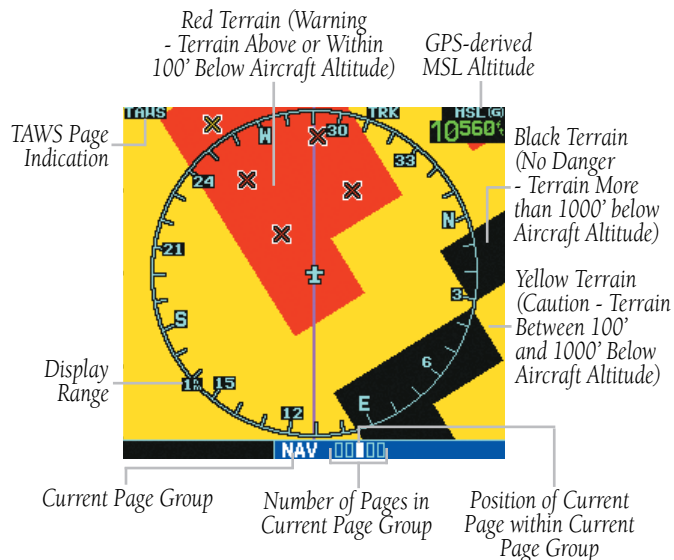 Red Terrain (Warning
- Terrain Above or Within
100' Below Aircraft Altitude)
GPS-derived
MSL Altitude
TAWS Page
Indication
TAWS
TRK
MSL(G)
10560ft
W
30
33
24
N
21
3
S
6
15
12
E
Black Terrain
(No Danger
- Terrain More
than 1000' below
Aircraft Altitude)
Yellow Terrain
(Caution - Terrain
Between 100'
and 1000' Below
Aircraft Altitude)
Display
Range
NAV
Current Page Group
Number of Pages in
Current Page Group
Position of Current
Page within Current
Page Group